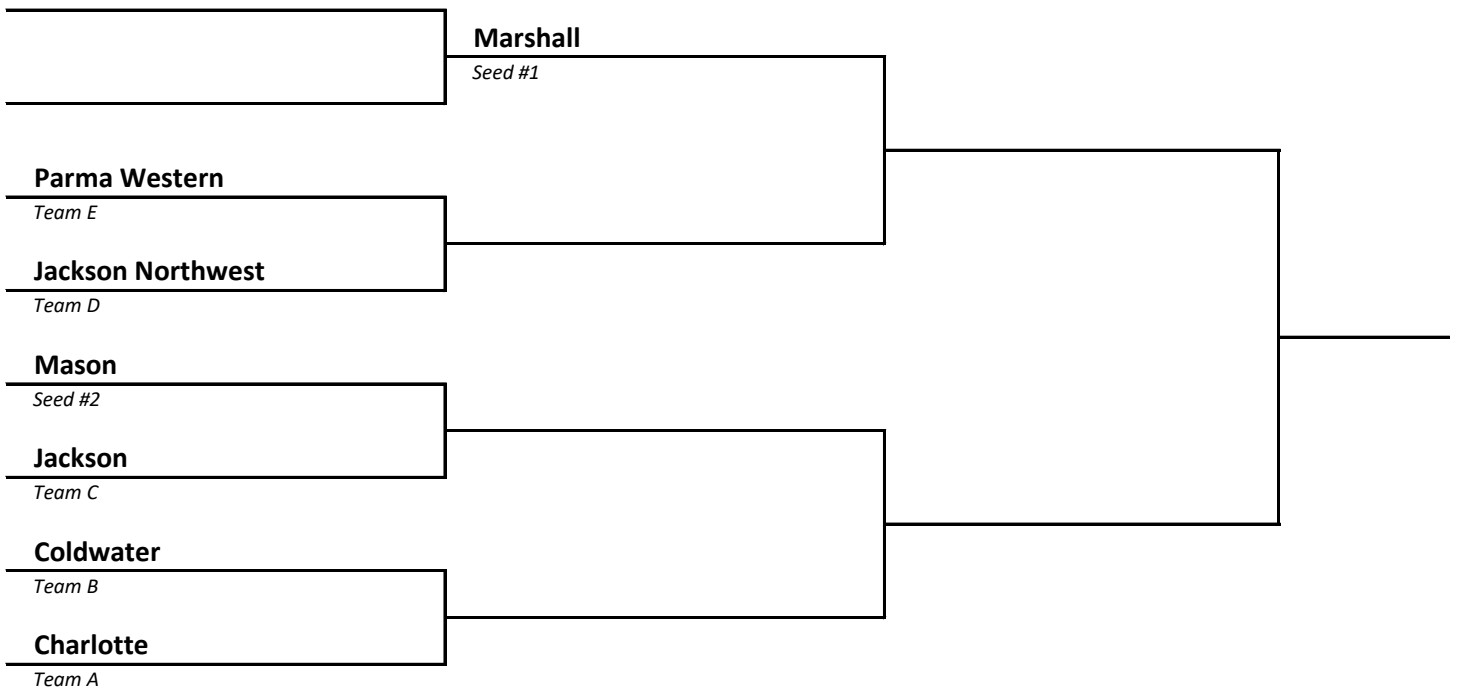 Marshall
Seed #1
Parma Western
Team E
Jackson Northwest
Team D
Mason
Seed #2
Jackson
Team C
Coldwater
Team B
Charlotte
Team A